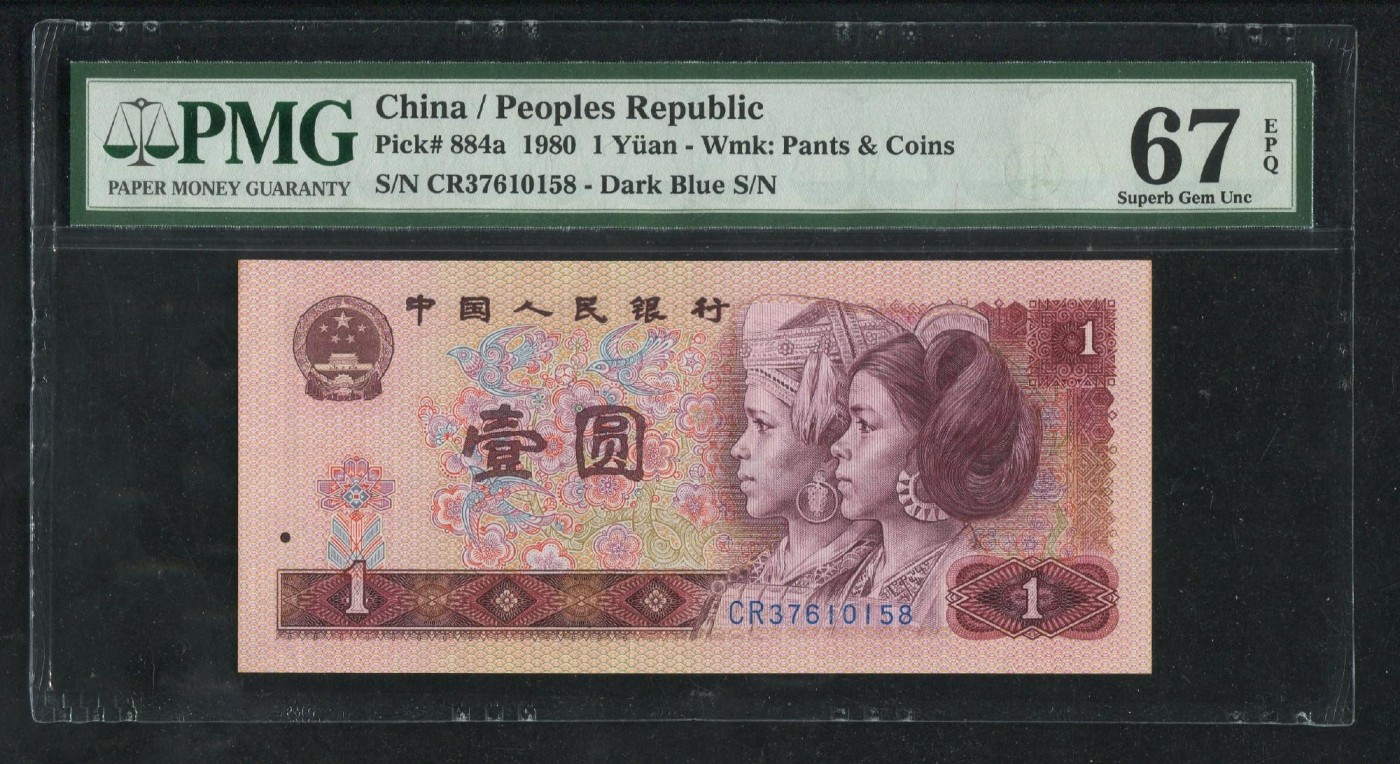 PMG
PAPER MONEY GUARANTY
China / Peoples Republic
Pick# 884a 1980 1 Yüan - Wmk: Pants & Coins
S/N CR37610158 - Dark Blue S/N
67
EPQ
Superb Gem Unc
中国人民银行
1
壹圆
1
CR37610158
1